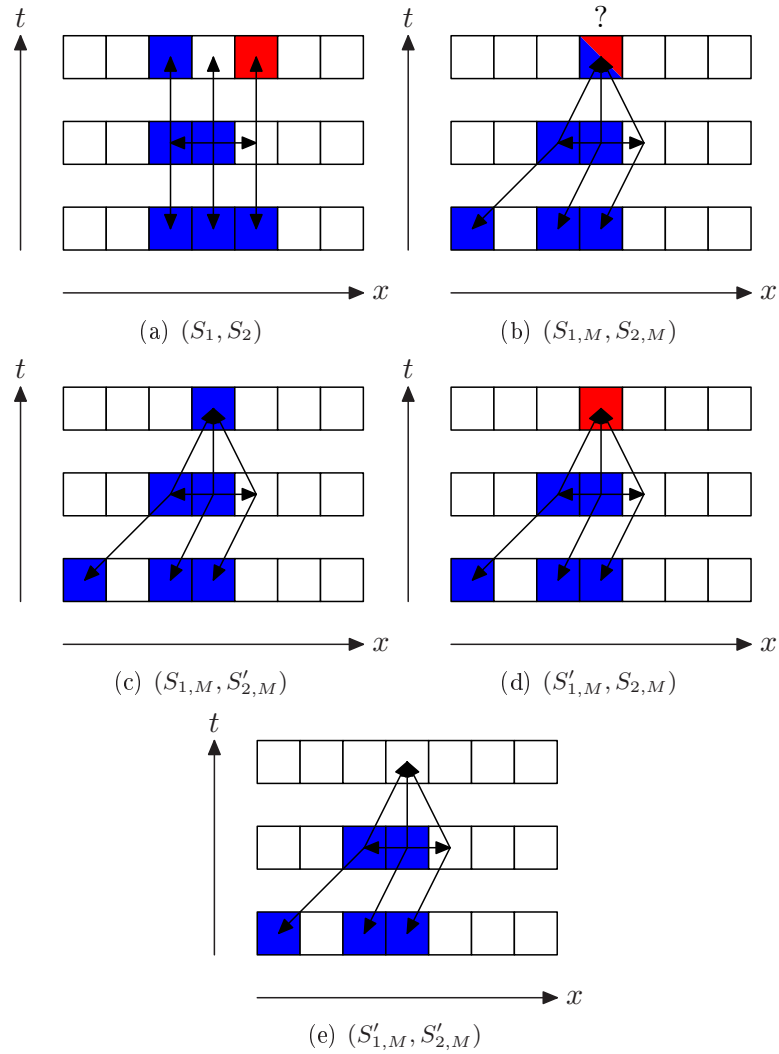 t
x
(a) (S₁, S₂)
?
t
x
(b) (S₁,M, S₂,M)
t
x
(c) (S₁,M, S′₂,M)
t
x
(d) (S′₁,M, S₂,M)
t
x
(e) (S′₁,M, S′₂,M)